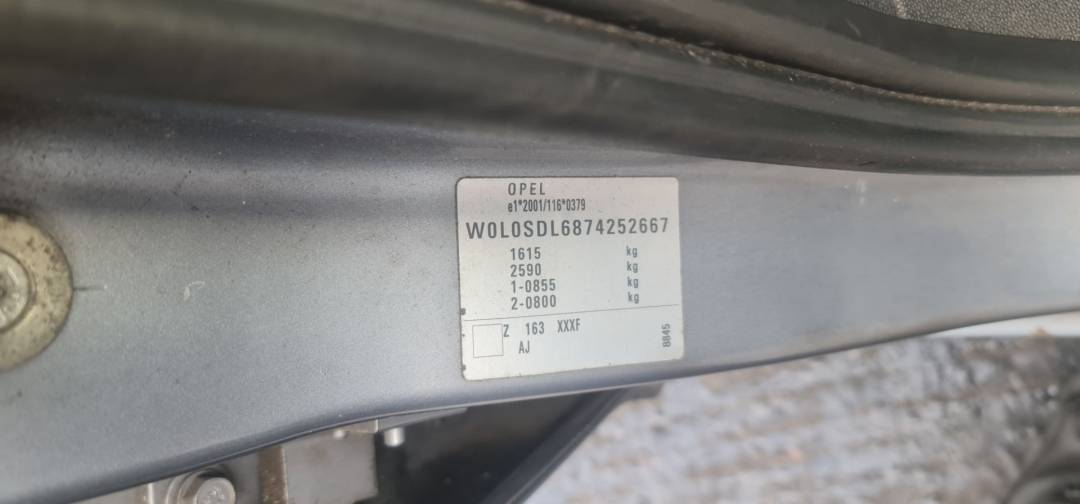 OPEL
e1*2001/116*0379
W0L0SDL6874252667
1615 kg
2590 kg
1-0855 kg
2-0800 kg
Z 163 XXXF
AJ
8845